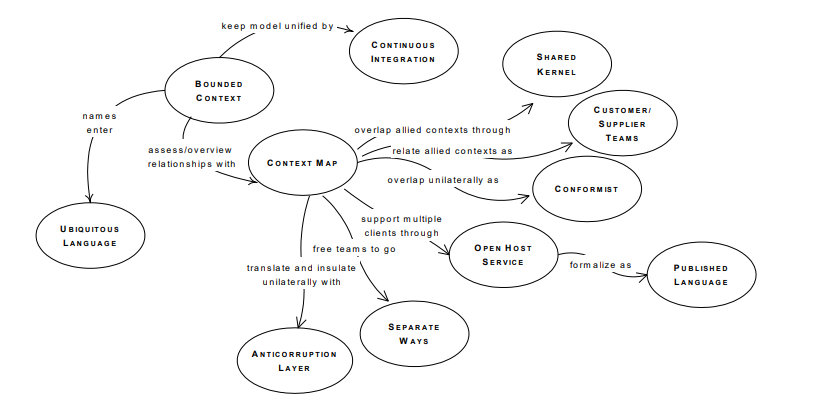 keep model unified by
CONTINUOUS
INTEGRATION
SHARED
KERNEL
BOUNDED
CONTEXT
names
enter
CUSTOMER/
SUPPLIER
TEAMS
overlap allied contexts through
assess/overview
relationships with
relate allied contexts as
CONTEXT MAP
overlap unilaterally as
CONFORMIST
UBIQUITOUS
LANGUAGE
support multiple
clients through
free teams to go
OPEN HOST
SERVICE
formalize as
PUBLISHED
LANGUAGE
translate and insulate
unilaterally with
SEPARATE
WAYS
ANTICORRUPTION
LAYER